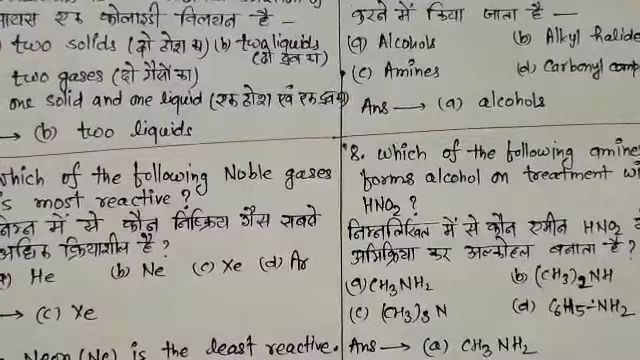 पायस एक कोलाइडी विलयन है —
two solids (दो ठोस का) (b) two liquids
(दो द्रव का)
two gases (दो गैसों का)
one solid and one liquid (एक ठोस एवं एक द्रव का)
→ (b) two liquids
which of the following Noble gases
is most reactive?
निम्न में से कौन निष्क्रिय गैस सबसे
अधिक क्रियाशील है?
He (b) Ne (c) Xe (d) Ar
→ (c) Xe
Neon (Ne) is the least reactive.
करने में किया जाता है —
(a) Alcohols (b) Alkyl halide
(c) Amines (d) Carbonyl comp
Ans → (a) alcohols
8. which of the following amine
forms alcohol on treatment wi
HNO2 ?
निम्नलिखित में से कौन एमीन HNO2 से
अभिक्रिया कर अल्कोहल बनाता है?
(a) CH3NH2 (b) (CH3)2NH
(c) (CH3)3N (d) C6H5-NH2
Ans → (a) CH3NH2